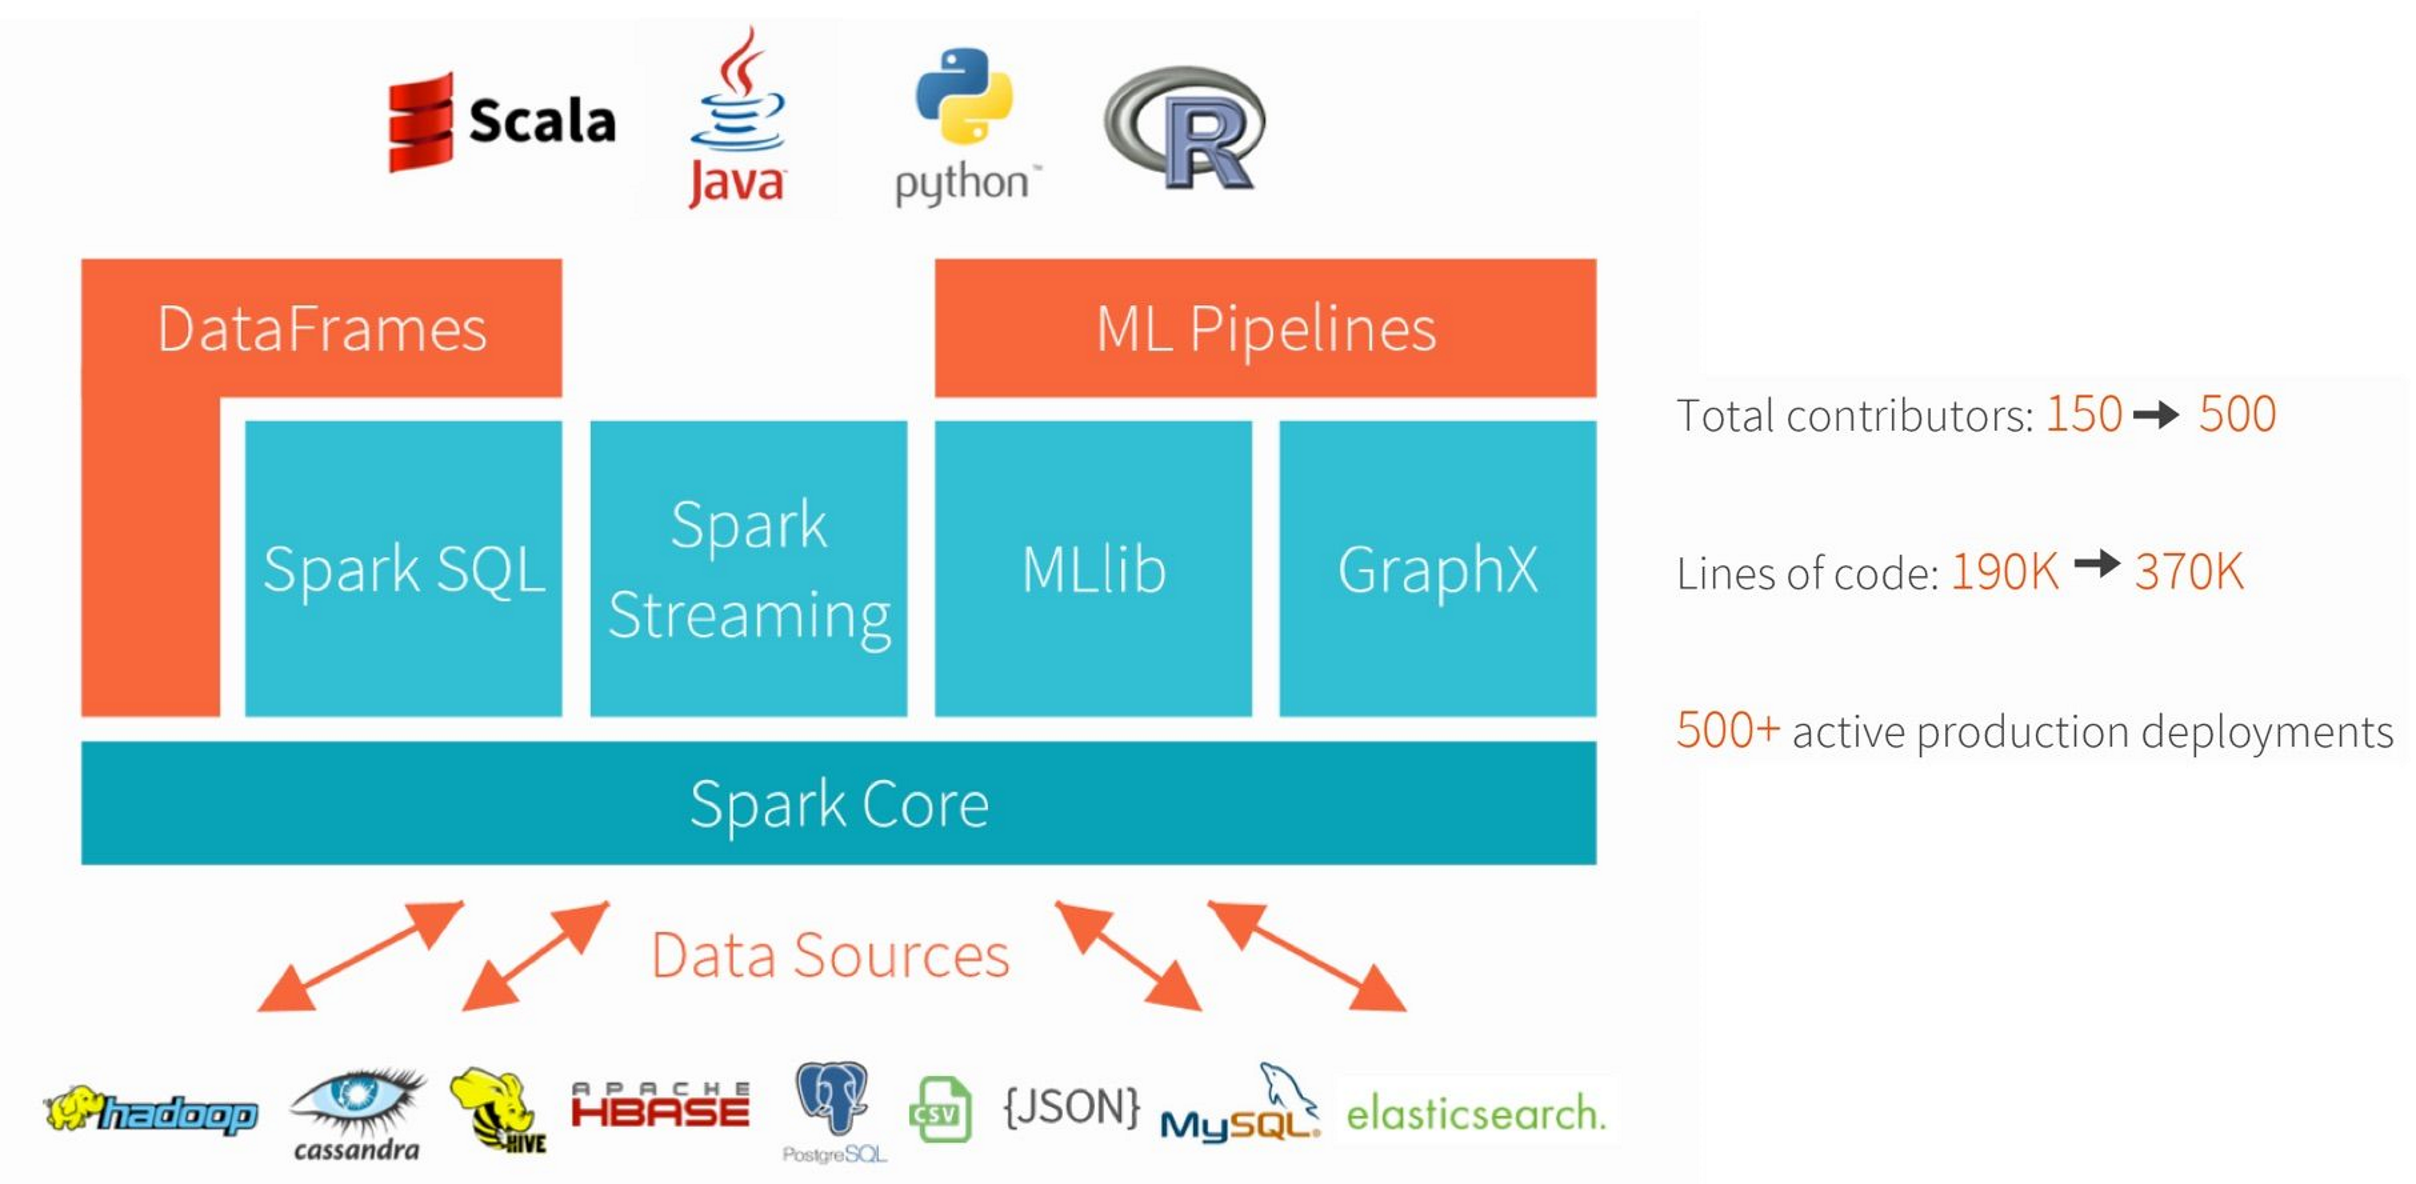 Scala
Java
python™
R
DataFrames
ML Pipelines
Spark SQL
Spark
Streaming
MLlib
GraphX
Spark Core
Total contributors: 150 → 500
Lines of code: 190K → 370K
500+ active production deployments
Data Sources
hadoop
cassandra
HIVE
APACHE
HBASE
PostgreSQL
CSV
{JSON}
MySQL®
elasticsearch.